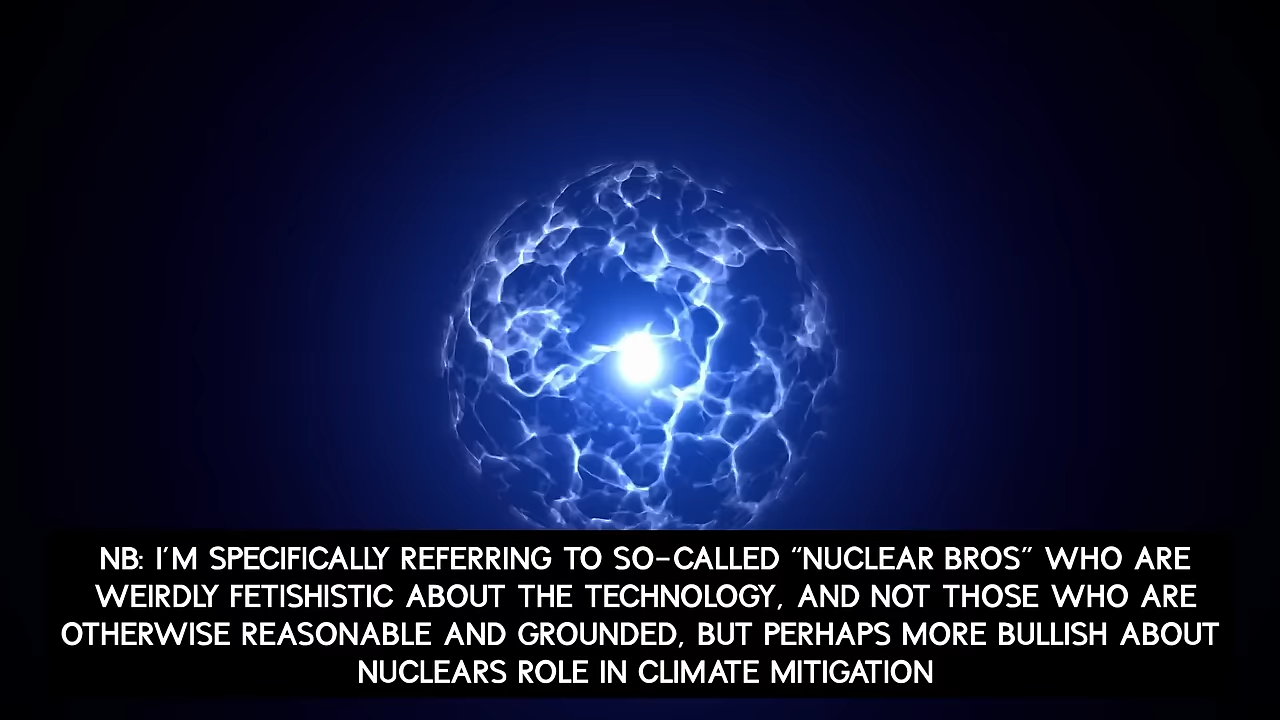 NB: I'M SPECIFICALLY REFERRING TO SO-CALLED "NUCLEAR BROS" WHO ARE
WEIRDLY FETISHISTIC ABOUT THE TECHNOLOGY, AND NOT THOSE WHO ARE
OTHERWISE REASONABLE AND GROUNDED, BUT PERHAPS MORE BULLISH ABOUT
NUCLEARS ROLE IN CLIMATE MITIGATION